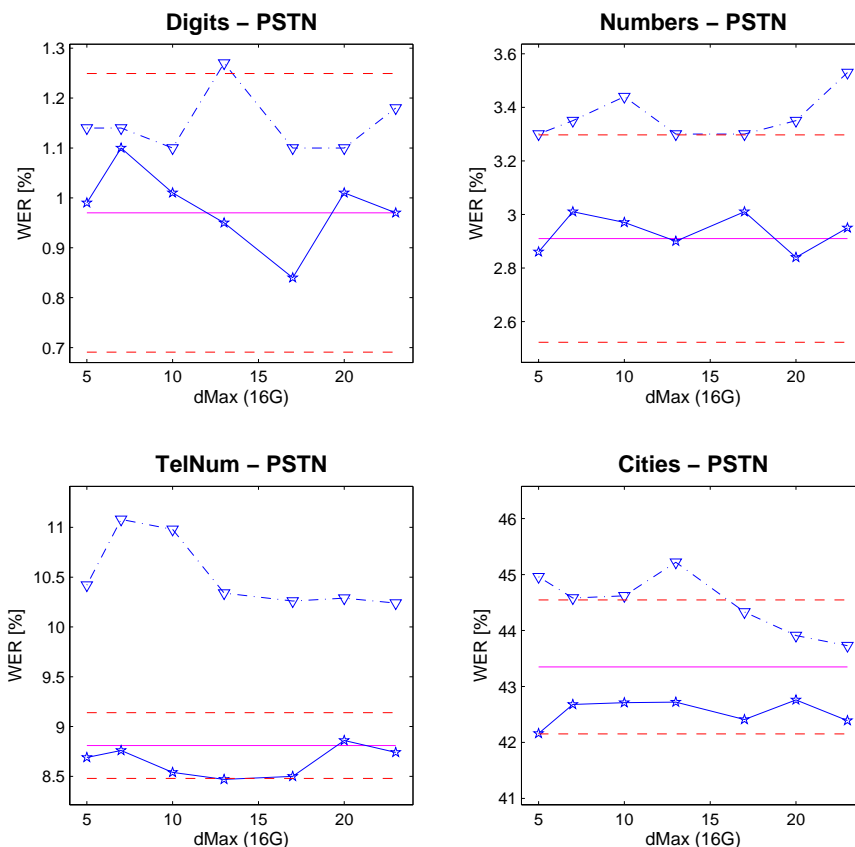 Digits – PSTN
1.3
1.2
1.1
1
0.9
0.8
0.7
WER [%]
5 10 15 20
dMax (16G)
Numbers – PSTN
3.6
3.4
3.2
3
2.8
2.6
WER [%]
5 10 15 20
dMax (16G)
TelNum – PSTN
11
10.5
10
9.5
9
8.5
WER [%]
5 10 15 20
dMax (16G)
Cities – PSTN
46
45
44
43
42
41
WER [%]
5 10 15 20
dMax (16G)